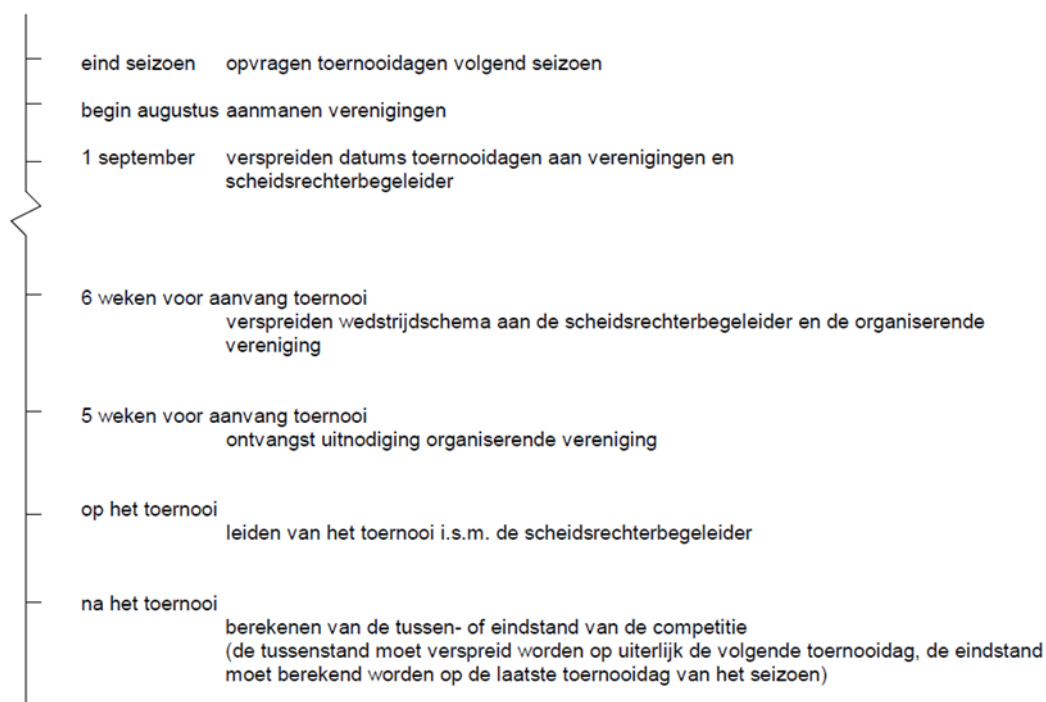 eind seizoen opvragen toernooidagen volgend seizoen
begin augustus aanmanen verenigingen
1 september verspreiden datums toernooidagen aan verenigingen en
scheidsrechterbegeleider
6 weken voor aanvang toernooi
verspreiden wedstrijdschema aan de scheidsrechterbegeleider en de organiserende
vereniging
5 weken voor aanvang toernooi
ontvangst uitnodiging organiserende vereniging
op het toernooi
leiden van het toernooi i.s.m. de scheidsrechterbegeleider
na het toernooi
berekenen van de tussen- of eindstand van de competitie
(de tussenstand moet verspreid worden op uiterlijk de volgende toernooidag, de eindstand
moet berekend worden op de laatste toernooidag van het seizoen)